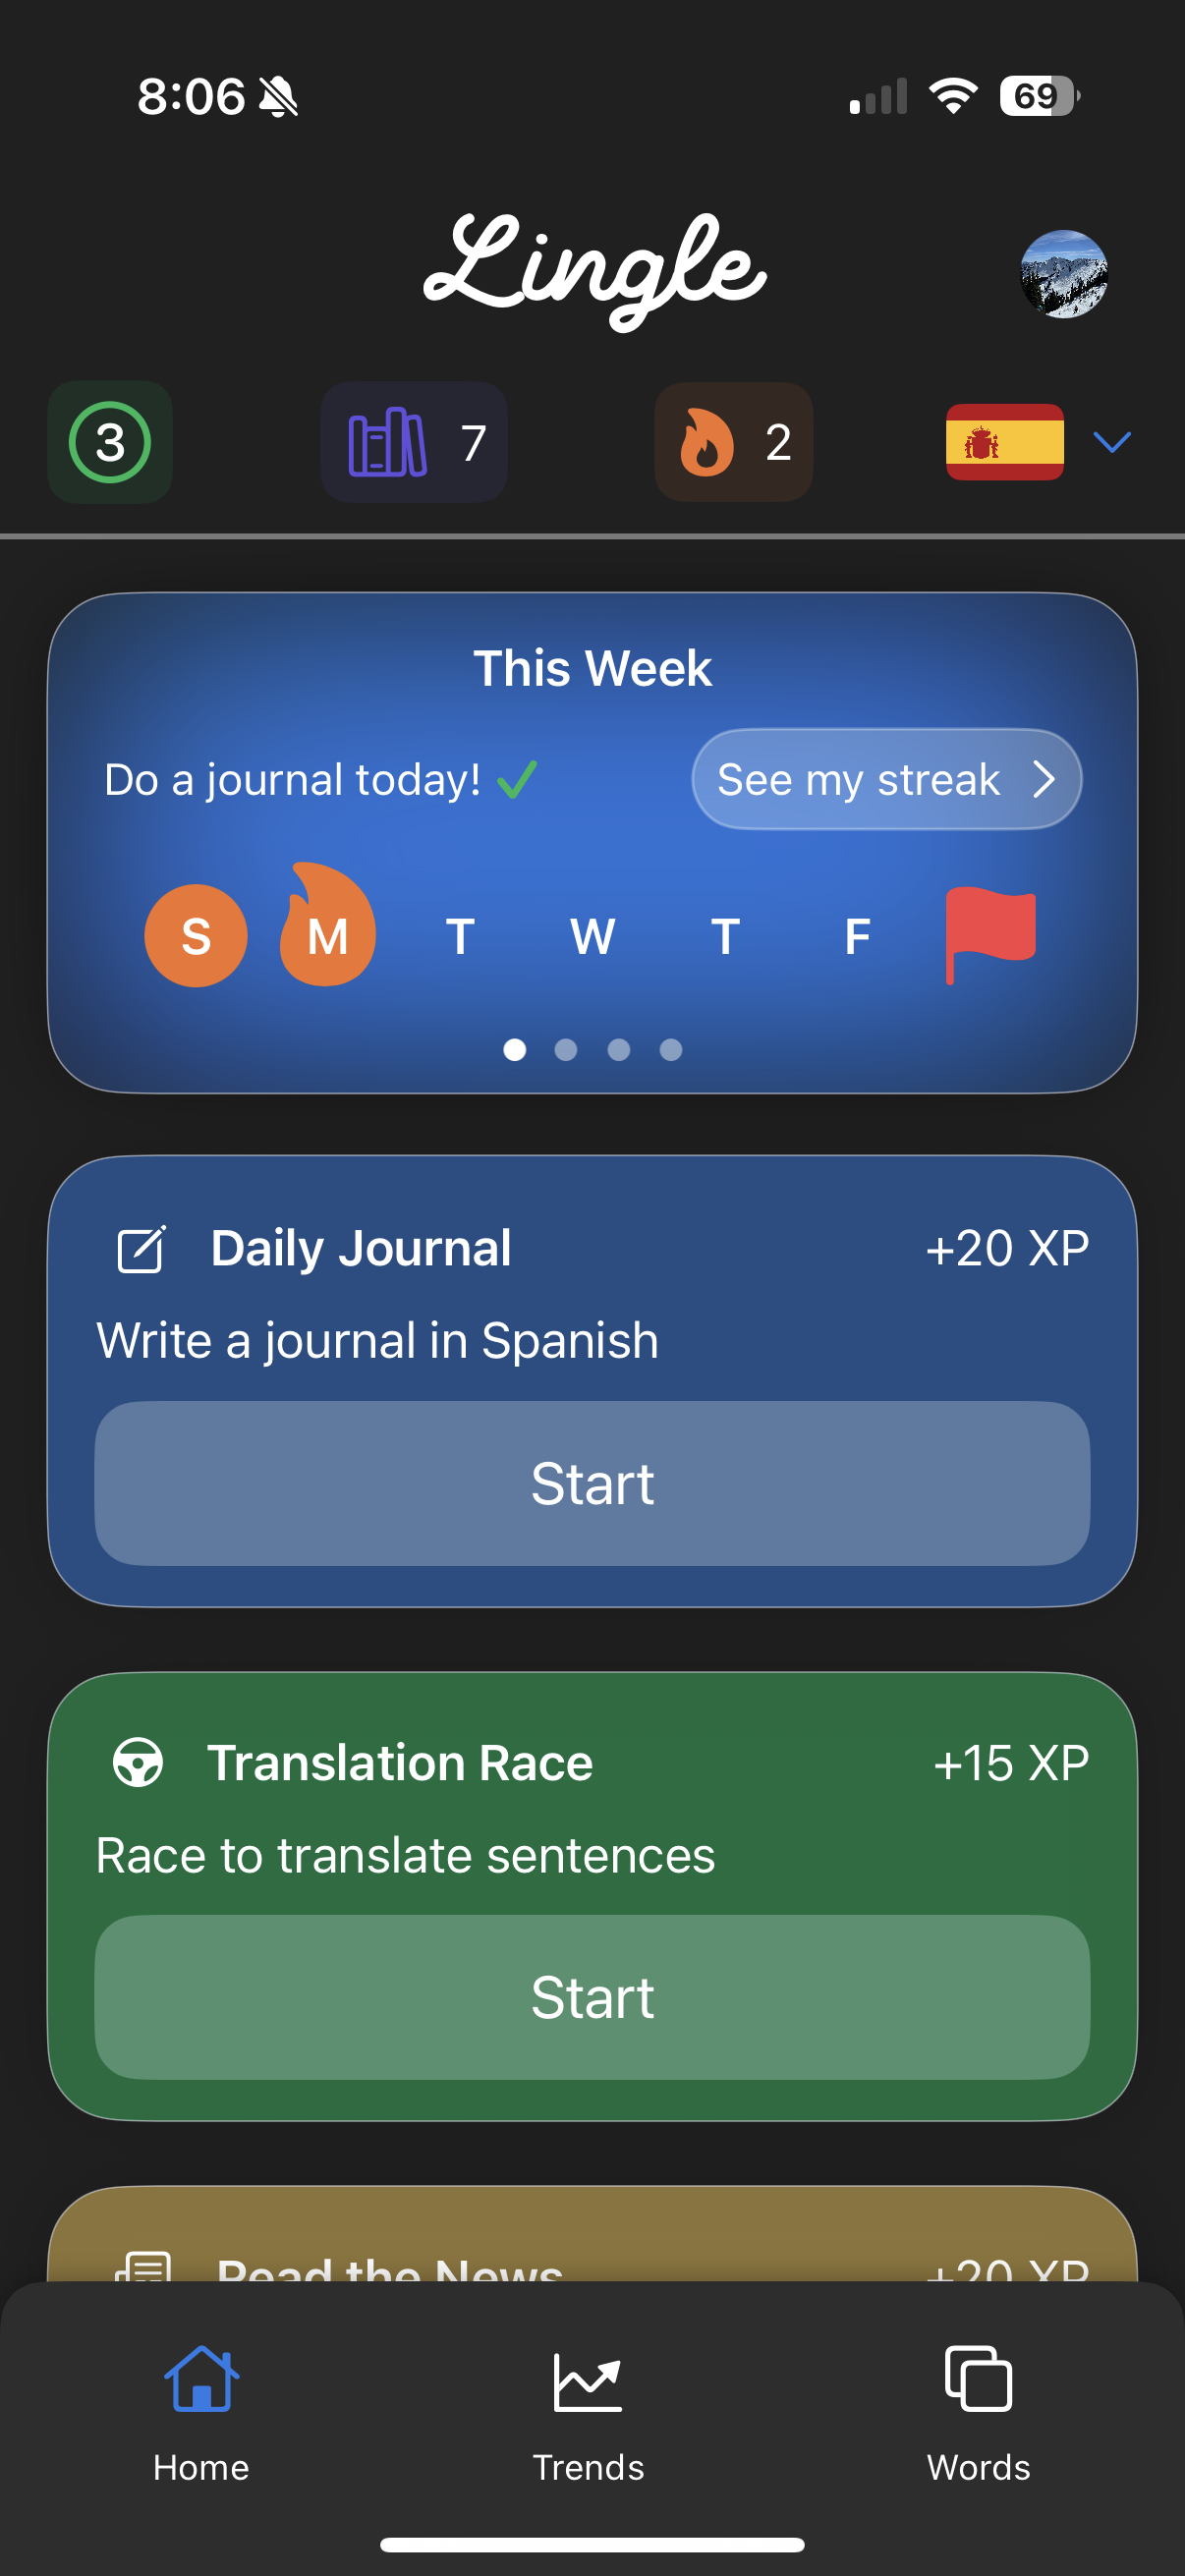 8:06
69
Lingle
3
7
2
This Week
Do a journal today!
See my streak
S M T W T F
Daily Journal
+20 XP
Write a journal in Spanish
Start
Translation Race
+15 XP
Race to translate sentences
Start
Read the News
+20 XP
Home
Trends
Words